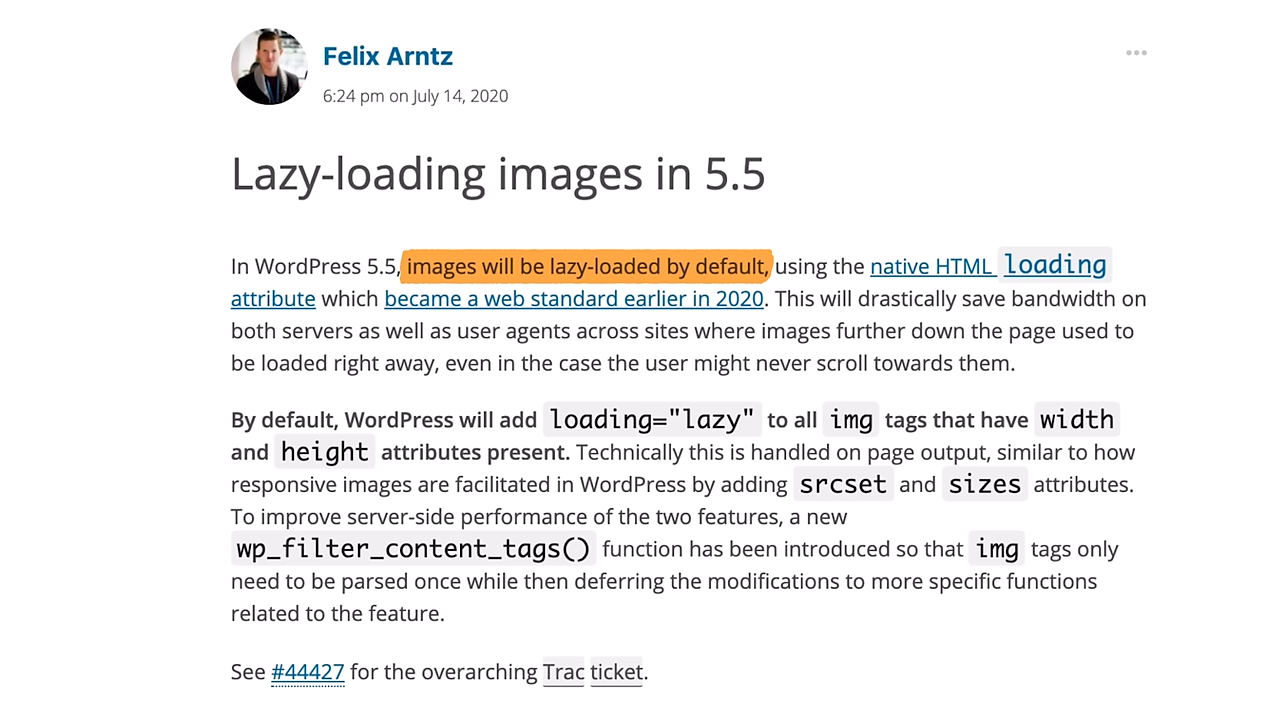 Felix Arntz
6:24 pm on July 14, 2020
Lazy-loading images in 5.5
In WordPress 5.5, images will be lazy-loaded by default, using the native HTML loading
attribute which became a web standard earlier in 2020. This will drastically save bandwidth on
both servers as well as user agents across sites where images further down the page used to
be loaded right away, even in the case the user might never scroll towards them.
By default, WordPress will add loading="lazy" to all img tags that have width
and height attributes present. Technically this is handled on page output, similar to how
responsive images are facilitated in WordPress by adding srcset and sizes attributes.
To improve server-side performance of the two features, a new
wp_filter_content_tags() function has been introduced so that img tags only
need to be parsed once while then deferring the modifications to more specific functions
related to the feature.
See #44427 for the overarching Trac ticket.